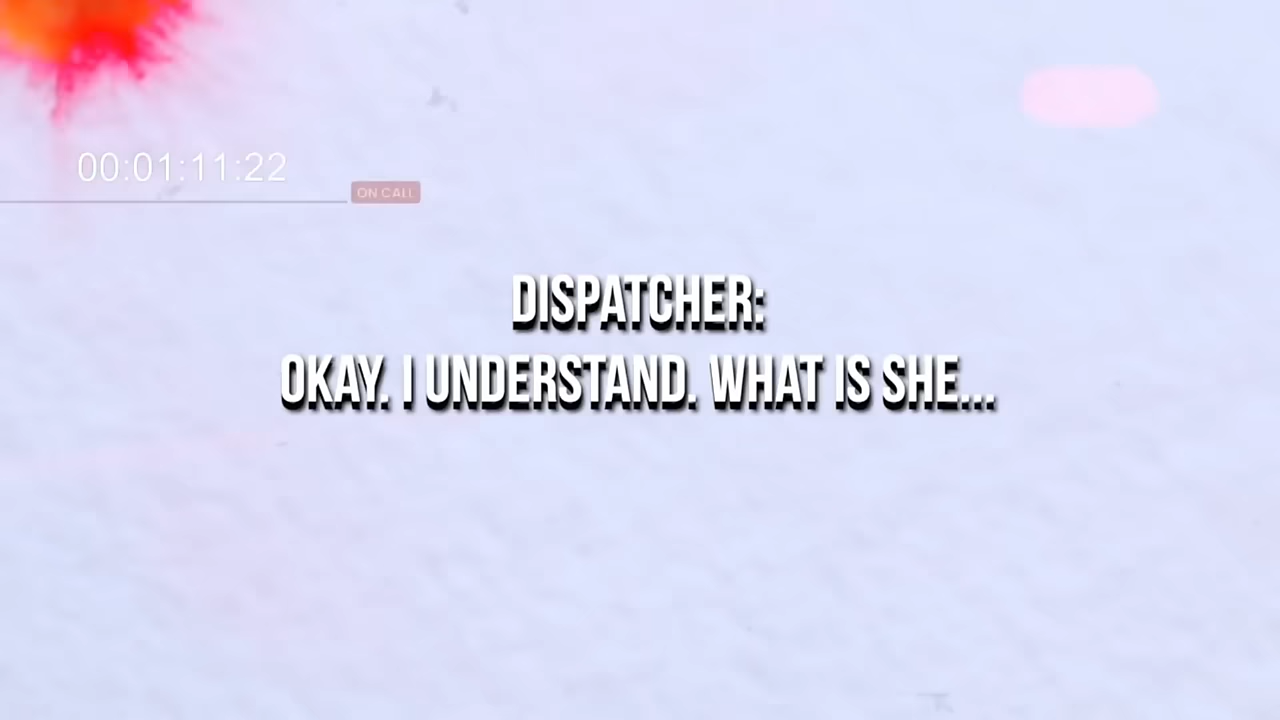 00:01:11:22
ON CALL
DISPATCHER:
OKAY. I UNDERSTAND. WHAT IS SHE...